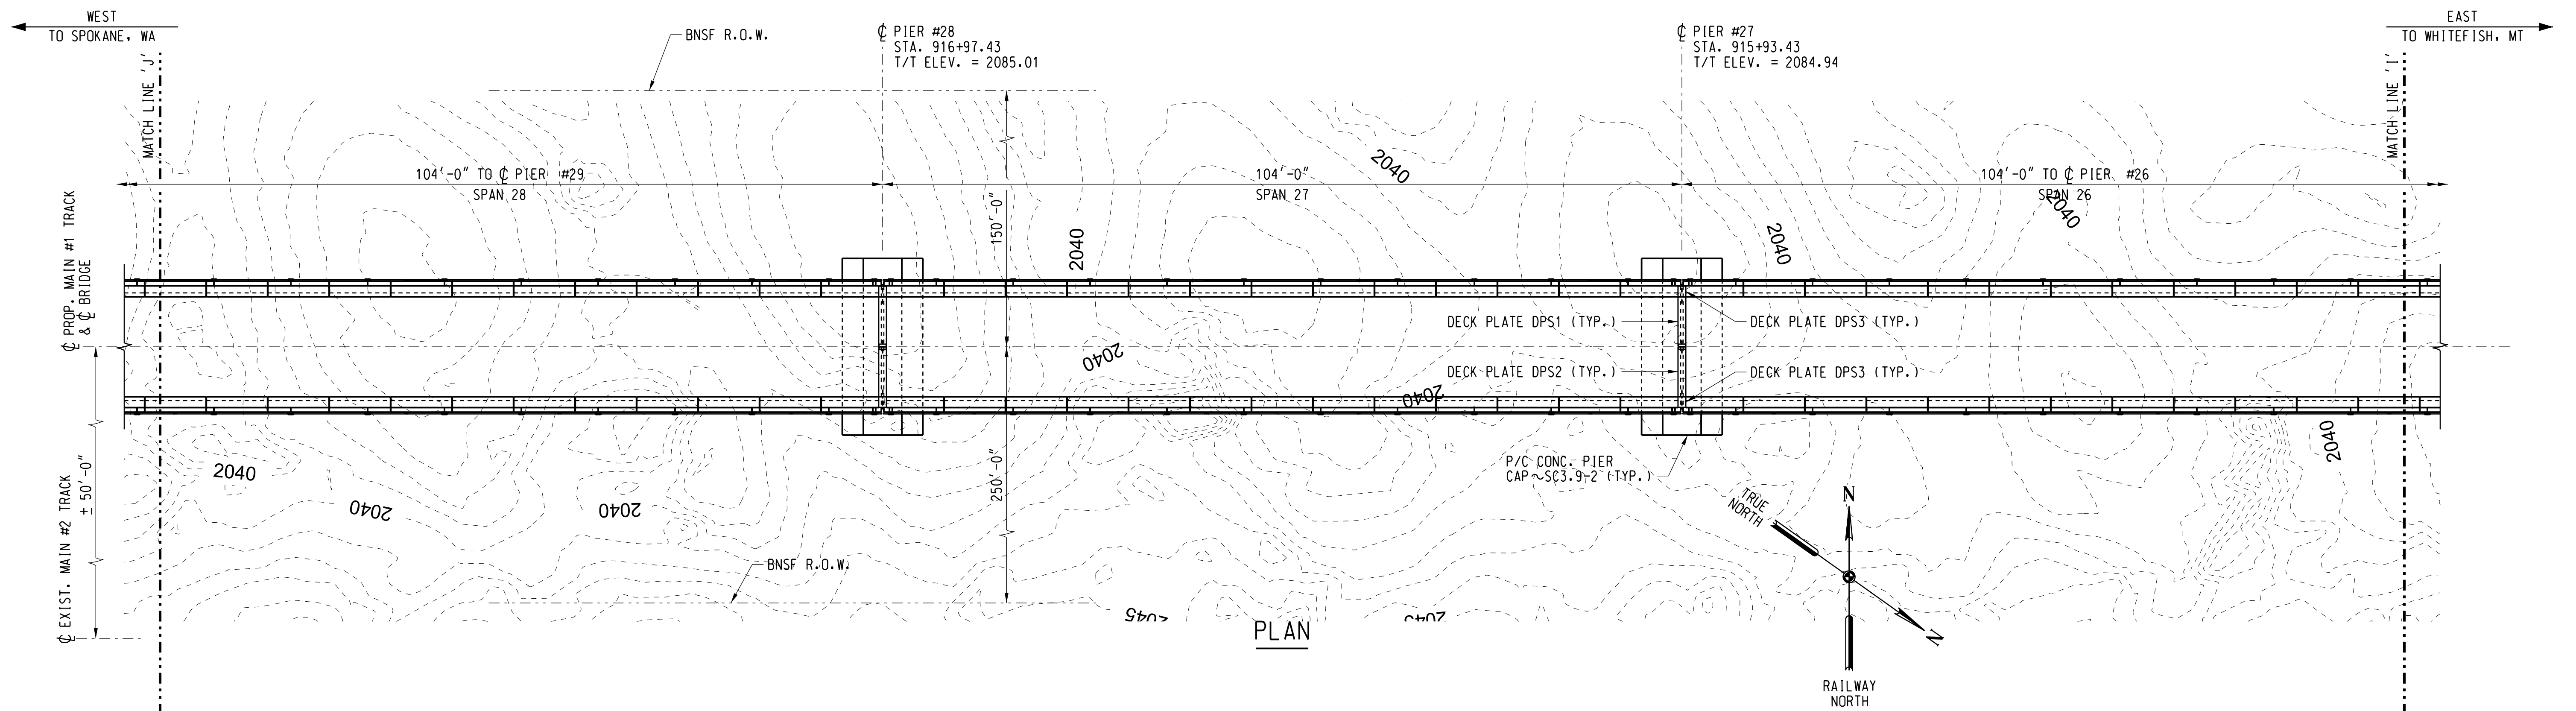 WEST
TO SPOKANE, WA
MATCH LINE 'J'
BNSF R.O.W.
℄ PIER #28
STA. 916+97.43
T/T ELEV. = 2085.01
℄ PIER #27
STA. 915+93.43
T/T ELEV. = 2084.94
EAST
TO WHITEFISH, MT
MATCH LINE 'I'
104'-0" TO ℄ PIER #29
SPAN 28
104'-0"
SPAN 27
104'-0" TO ℄ PIER #26
SPAN 26
2040
2040
2040
2040
150'-0"
℄ PROP. MAIN #1 TRACK
& ℄ BRIDGE
DECK PLATE DPS1 (TYP.)
DECK PLATE DPS3 (TYP.)
2040
DECK PLATE DPS2 (TYP.)
DECK PLATE DPS3 (TYP.)
2040
2040
2040
2040
2040
250'-0"
P/C CONC. PIER
CAP~SC3.9-2 (TYP.)
℄ EXIST. MAIN #2 TRACK
±50'-0"
BNSF R.O.W.
TRUE
NORTH
N
N
RAILWAY
NORTH
2045
2045
PLAN